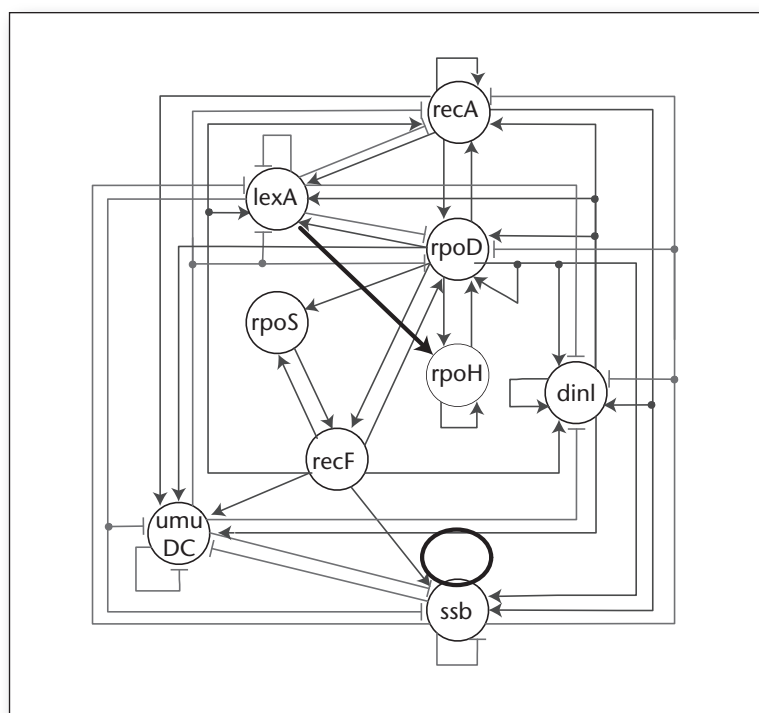 recA
lexA
rpoD
rpoS
rpoH
dinI
recF
umu
DC
ssb